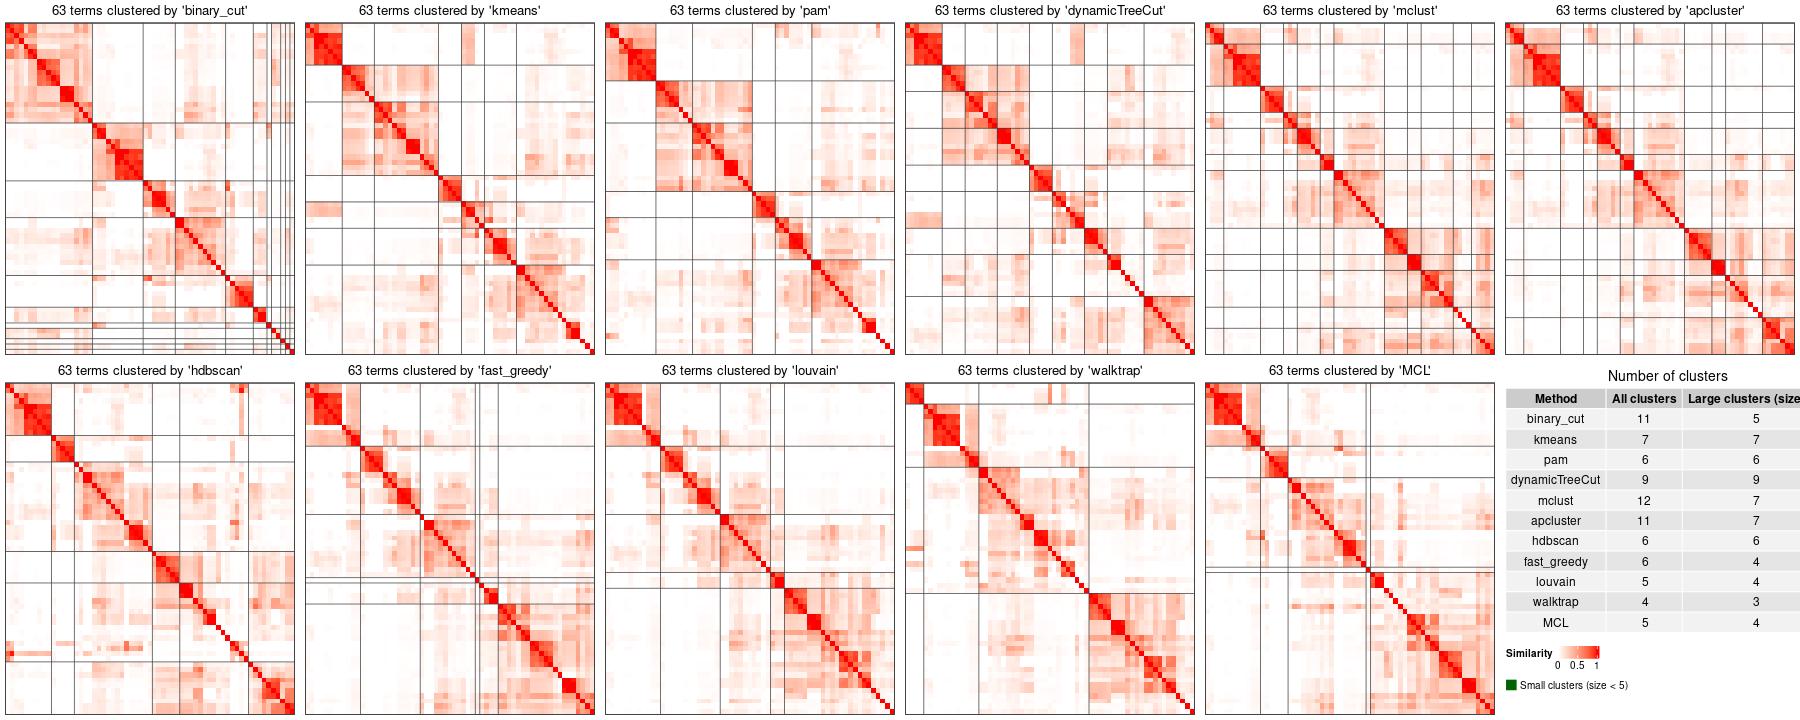 63 terms clustered by 'binary_cut'
63 terms clustered by 'kmeans'
63 terms clustered by 'pam'
63 terms clustered by 'dynamicTreeCut'
63 terms clustered by 'mclust'
63 terms clustered by 'apcluster'
63 terms clustered by 'hdbscan'
63 terms clustered by 'fast_greedy'
63 terms clustered by 'louvain'
63 terms clustered by 'walktrap'
63 terms clustered by 'MCL'
Number of clusters
Method All clusters Large clusters (size
binary_cut 11 5
kmeans 7 7
pam 6 6
dynamicTreeCut 9 9
mclust 12 7
apcluster 11 7
hdbscan 6 6
fast_greedy 6 4
louvain 5 4
walktrap 4 3
MCL 5 4
Similarity
0 0.5 1
Small clusters (size < 5)